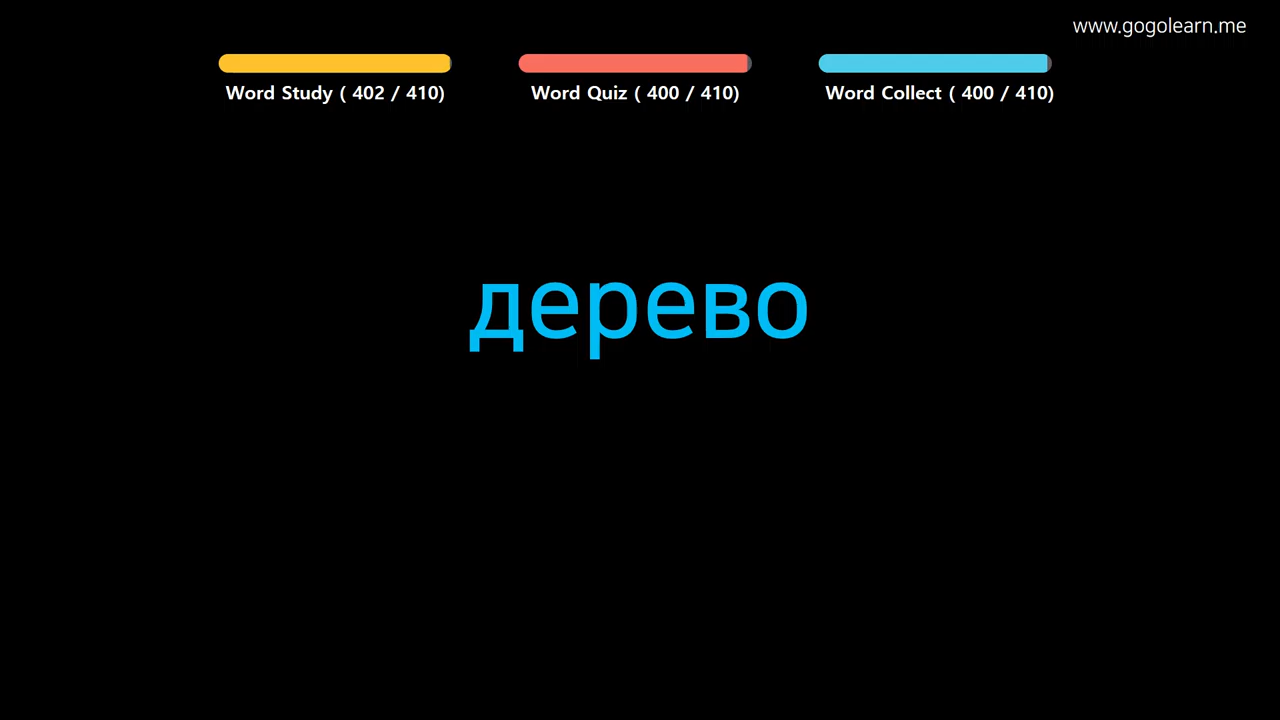 www.gogolearn.me
Word Study ( 402 / 410)
Word Quiz ( 400 / 410)
Word Collect ( 400 / 410)
дерево